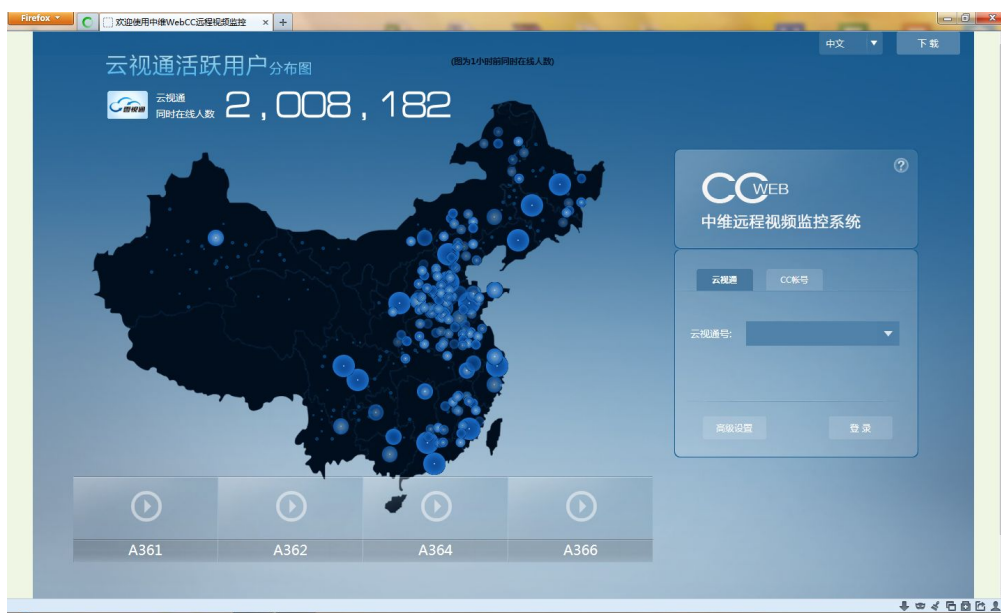 Firefox
欢迎使用中维WebCC远程视频监控
中文
下载
云视通活跃用户分布图
(图为1小时前同时在线人数)
云视通
云视通
同时在线人数
2,008,182
CCWEB
中维远程视频监控系统
云视通
CC帐号
云视通号:
高级设置
登录
A361
A362
A364
A366